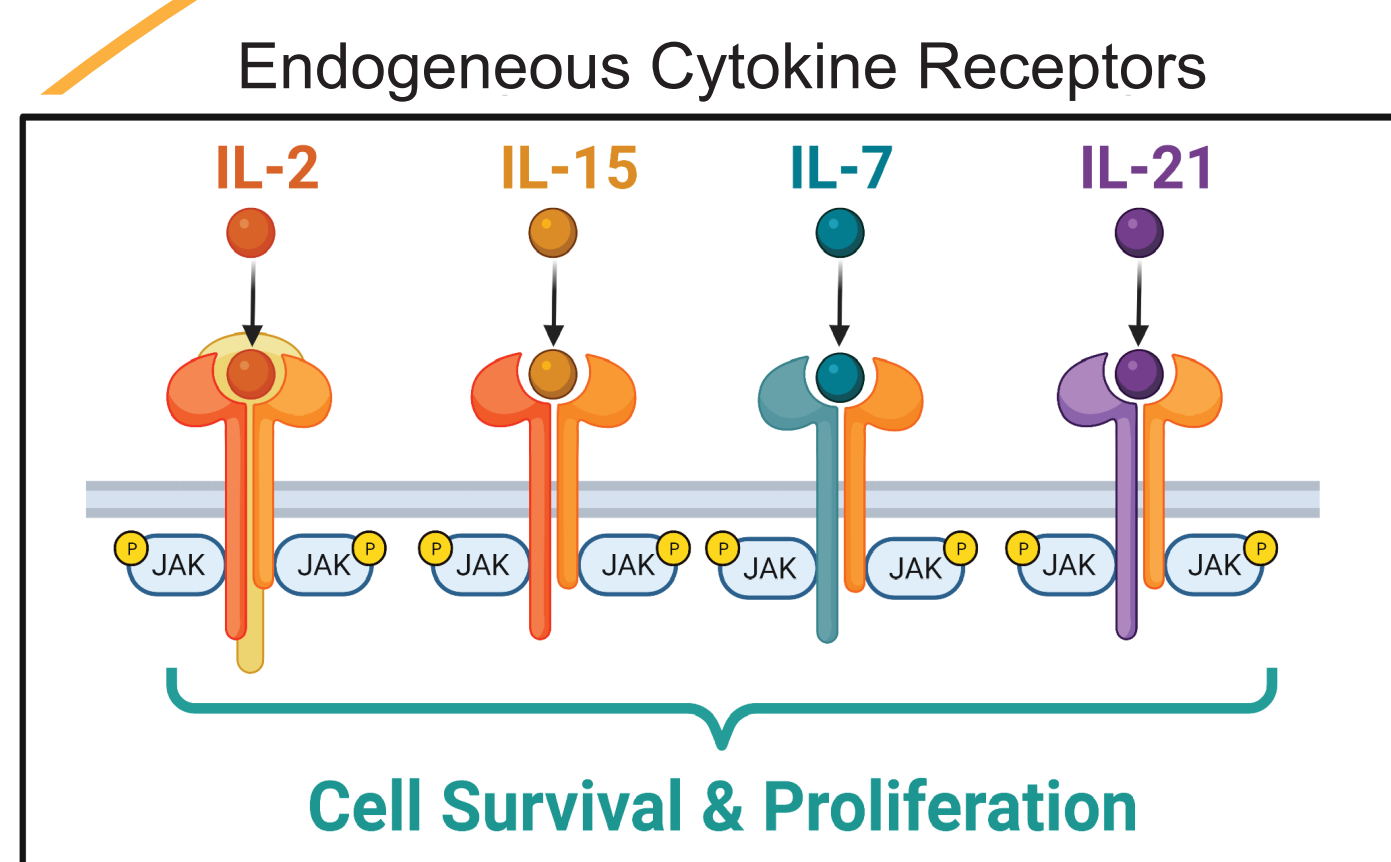 Endogeneous Cytokine Receptors
IL-2 IL-15 IL-7 IL-21
P JAK JAK P P JAK JAK P P JAK JAK P P JAK JAK P
Cell Survival & Proliferation